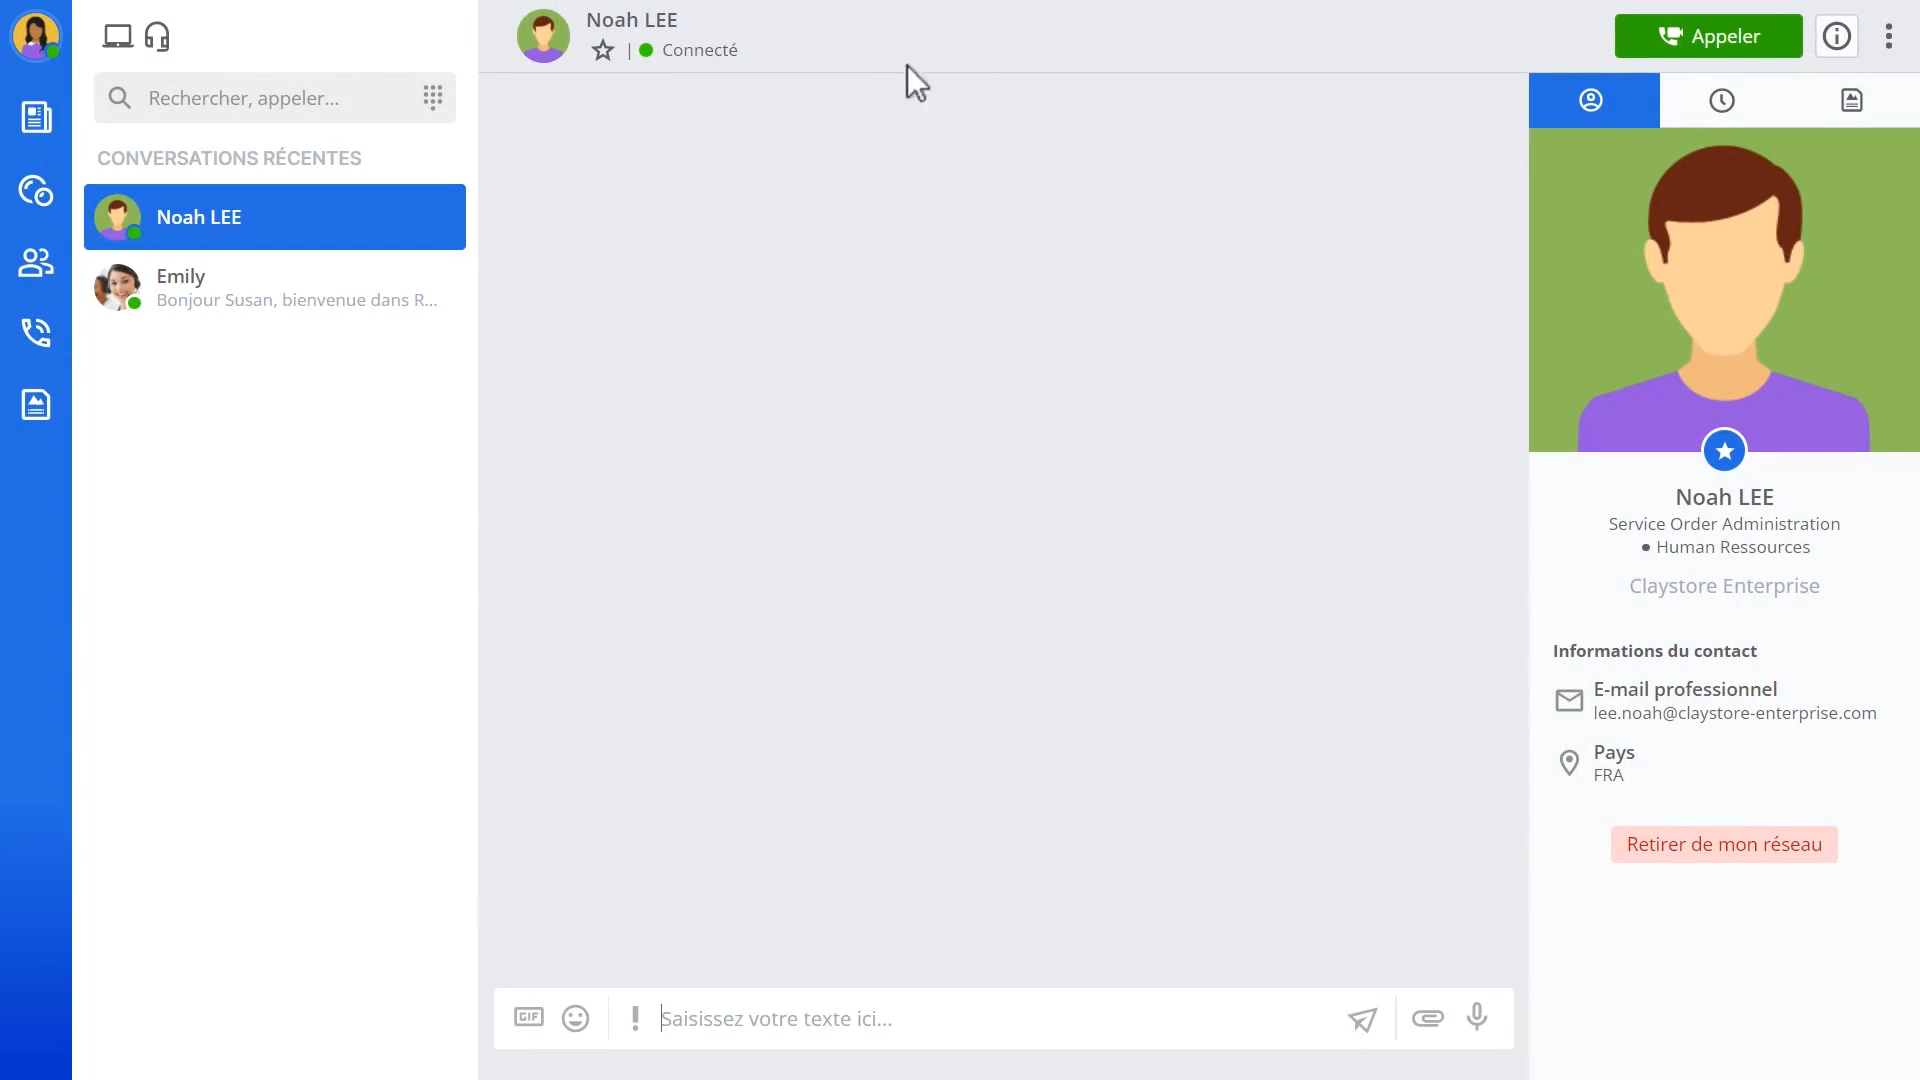 Noah LEE
| Connecté
Appeler
Rechercher, appeler...
CONVERSATIONS RÉCENTES
Noah LEE
Emily
Bonjour Susan, bienvenue dans R...
Noah LEE
Service Order Administration
• Human Ressources
Claystore Enterprise
Informations du contact
E-mail professionnel
lee.noah@claystore-enterprise.com
Pays
FRA
Retirer de mon réseau
GIF
Saisissez votre texte ici...